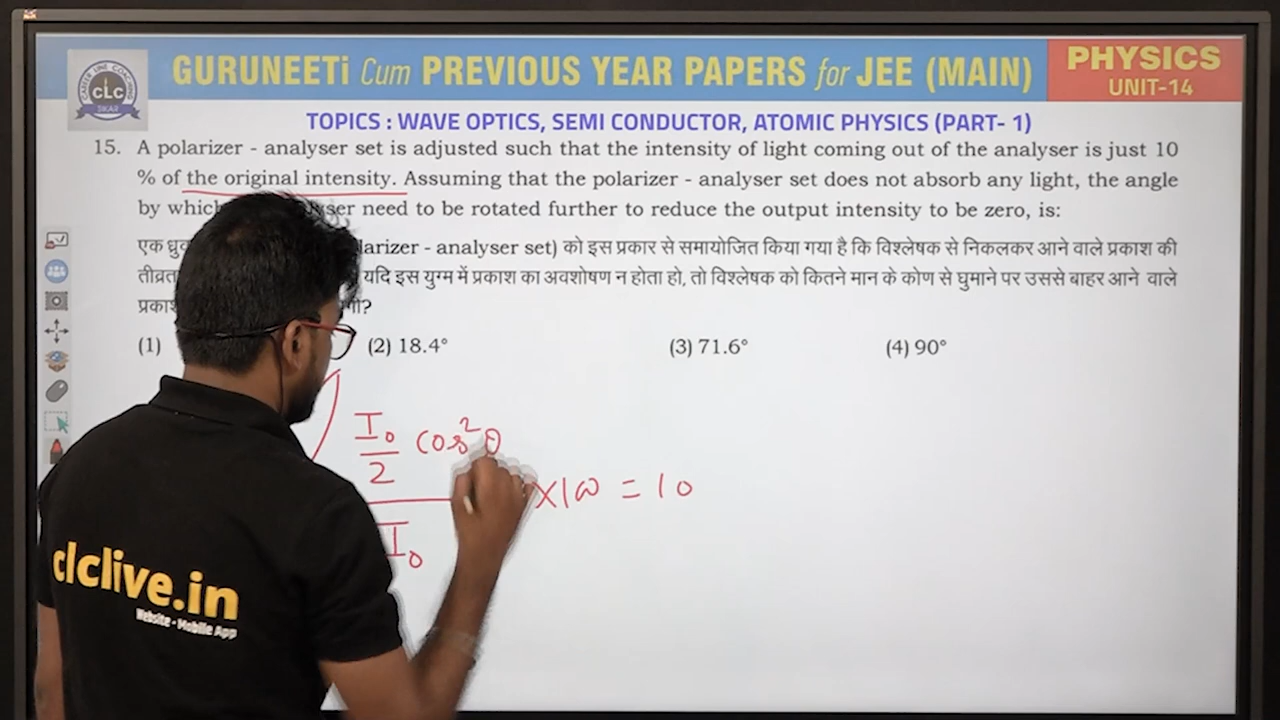 GURUNEETi Cum PREVIOUS YEAR PAPERS for JEE (MAIN)
PHYSICS
UNIT-14
CLC
SIKAR
TOPICS : WAVE OPTICS, SEMI CONDUCTOR, ATOMIC PHYSICS (PART- 1)
15. A polarizer - analyser set is adjusted such that the intensity of light coming out of the analyser is just 10
% of the original intensity. Assuming that the polarizer - analyser set does not absorb any light, the angle
by which need to be rotated further to reduce the output intensity to be zero, is:
एक (polarizer - analyser set) को इस प्रकार से समायोजित किया गया है कि विश्लेषक से निकलकर आने वाले प्रकाश की
यदि इस युग्म में प्रकाश का अवशोषण न होता हो, तो विश्लेषक को कितने मान के कोण से घुमाने पर उससे बाहर आने वाले
(1) (2) 18.4° (3) 71.6° (4) 90°
I₀/2 cos²θ
I₀
×100 = 10
clclive.in
Website - Mobile App